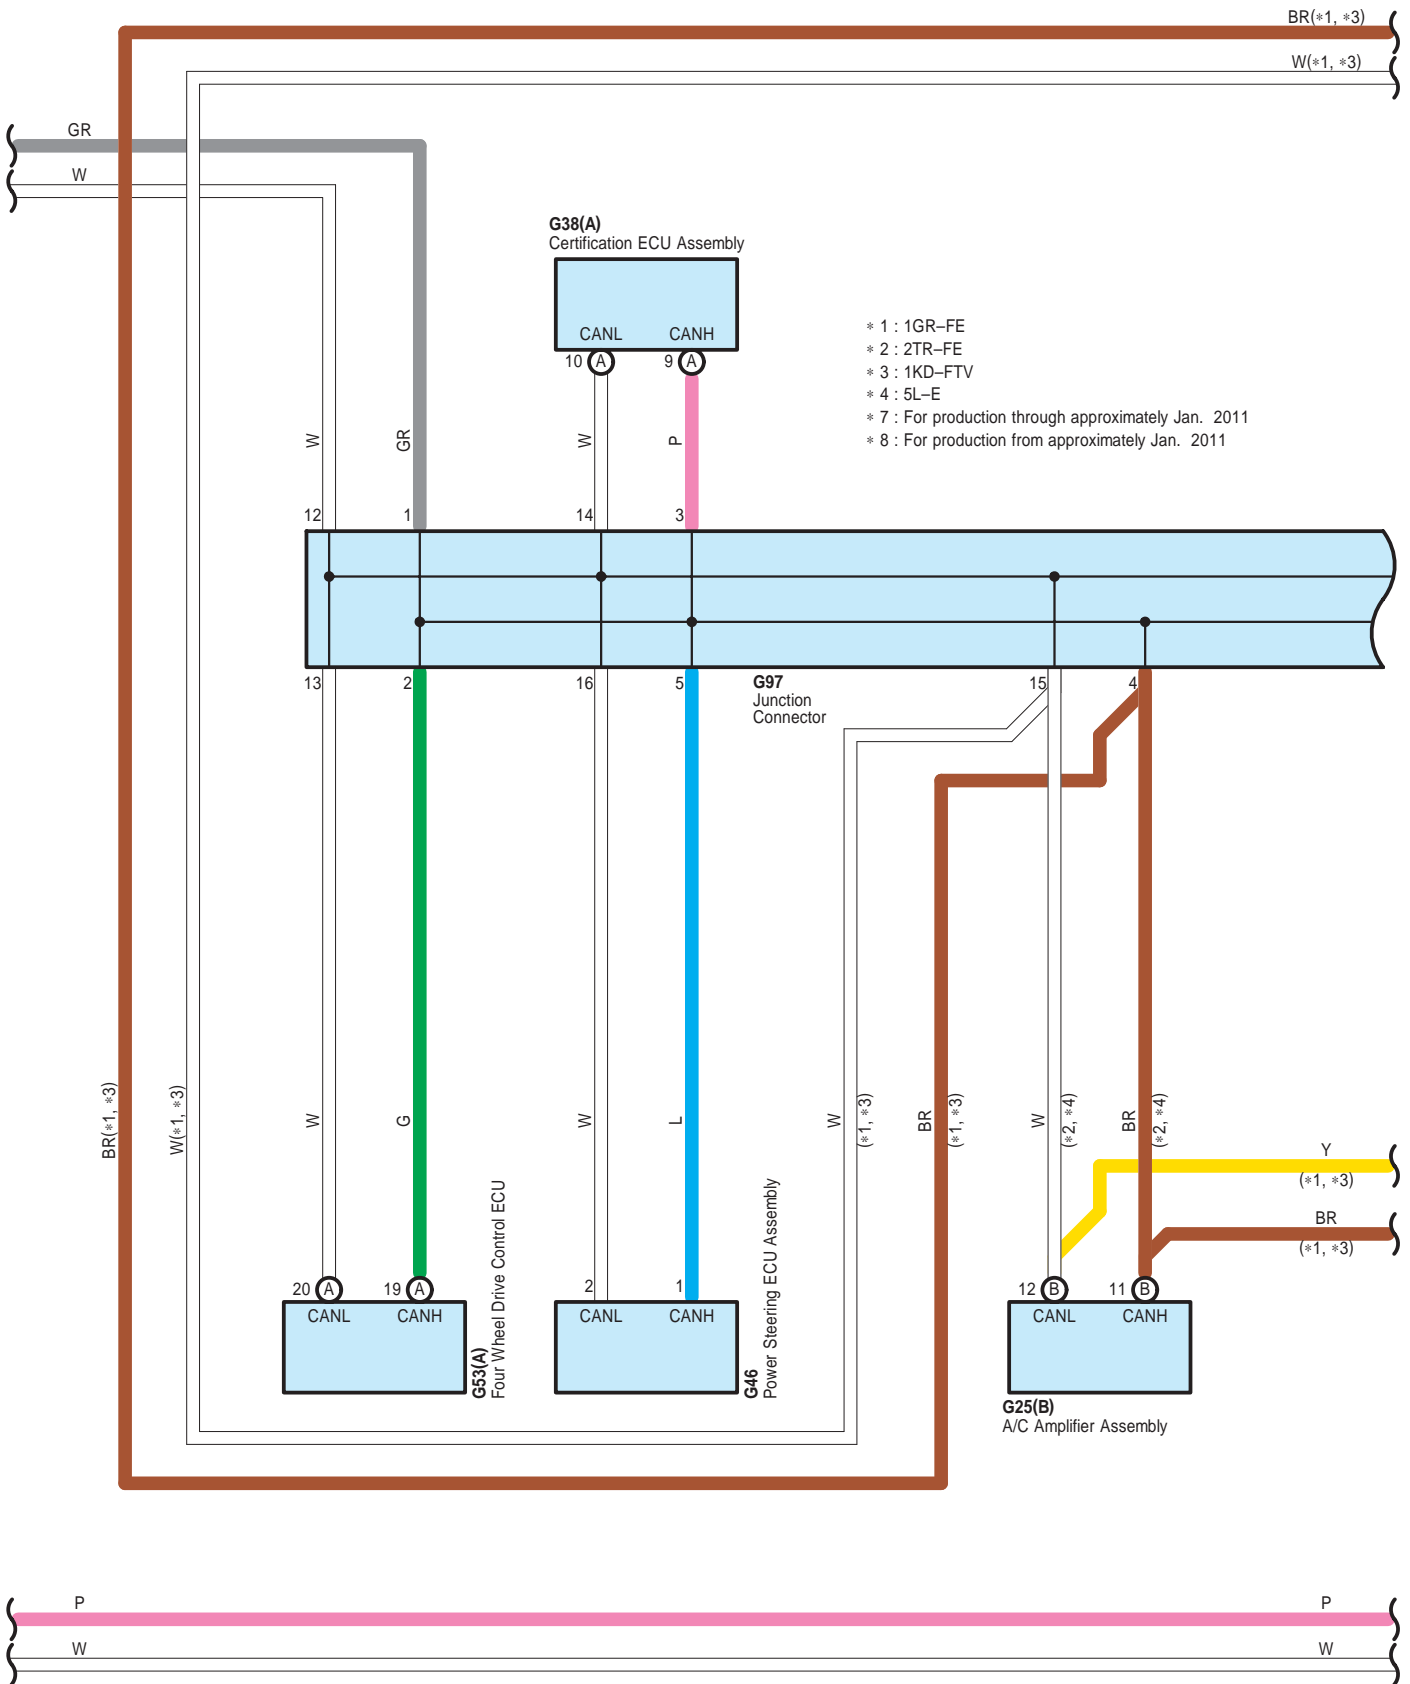 BR(∗1, ∗3)
W(∗1, ∗3)
GR
W
G38(A)
Certification ECU Assembly
CANL CANH
10 A 9 A
∗ 1 : 1GR–FE
∗ 2 : 2TR–FE
∗ 3 : 1KD–FTV
∗ 4 : 5L–E
∗ 7 : For production through approximately Jan. 2011
∗ 8 : For production from approximately Jan. 2011
W GR W P
12 1 14 3
13 2 16 5 15 4
G97
Junction
Connector
BR(∗1, ∗3)
W(∗1, ∗3)
W
G
W
L
W
(∗1, ∗3)
BR
(∗1, ∗3)
W
(∗2, ∗4)
BR
(∗2, ∗4)
Y
(∗1, ∗3)
BR
(∗1, ∗3)
20 A 19 A
CANL CANH
G53(A)
Four Wheel Drive Control ECU
2 1
CANL CANH
G46
Power Steering ECU Assembly
12 B 11 B
CANL CANH
G25(B)
A/C Amplifier Assembly
P P
W W